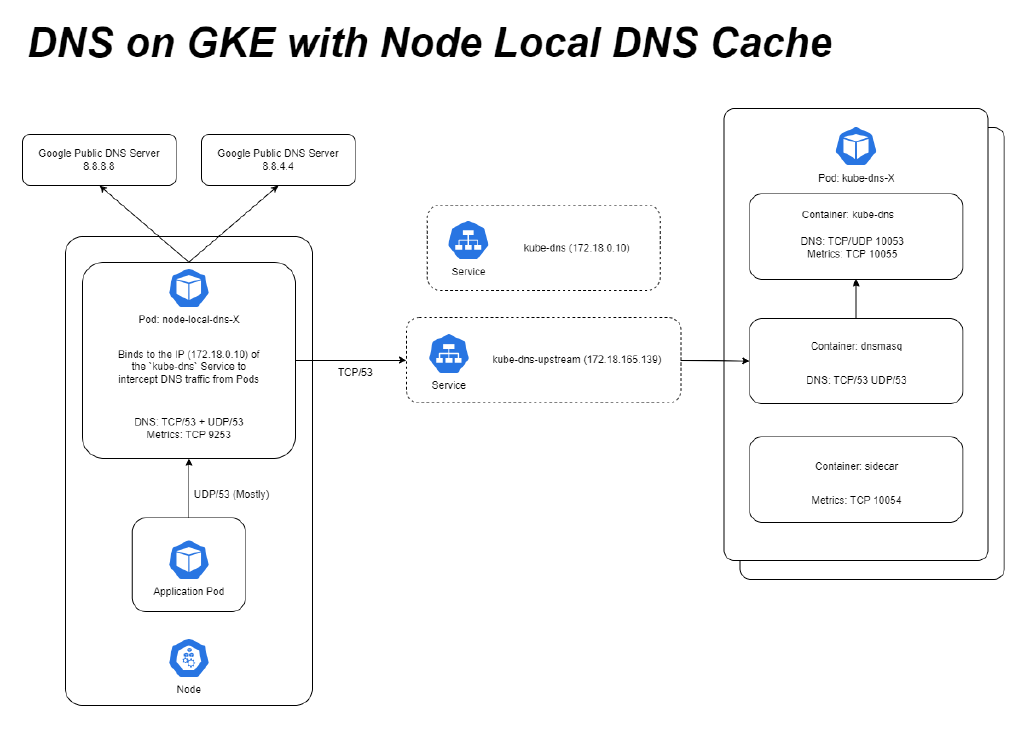 DNS on GKE with Node Local DNS Cache
Google Public DNS Server
8.8.8.8
Google Public DNS Server
8.8.4.4
Pod: node-local-dns-X
Binds to the IP (172.18.0.10) of
the `kube-dns` Service to
intercept DNS traffic from Pods
DNS: TCP/53 + UDP/53
Metrics: TCP 9253
UDP/53 (Mostly)
Application Pod
Node
TCP/53
Service
kube-dns (172.18.0.10)
Service
kube-dns-upstream (172.18.165.139)
Pod: kube-dns-X
Container: kube-dns
DNS: TCP/UDP 10053
Metrics: TCP 10055
Container: dnsmasq
DNS: TCP/53 UDP/53
Container: sidecar
Metrics: TCP 10054